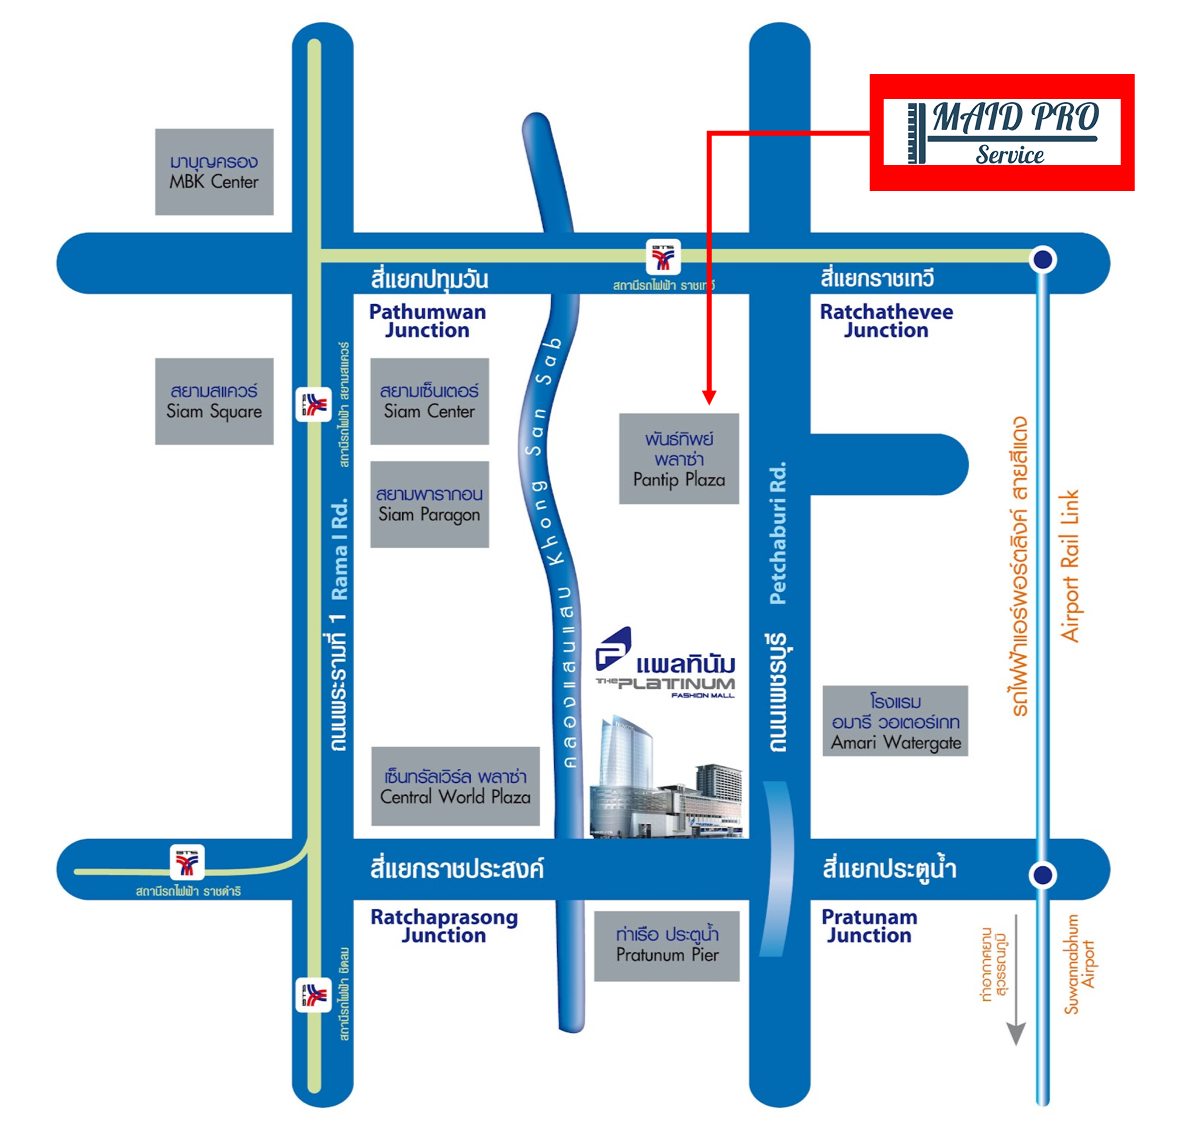 MAID PRO
Service
มาบุญครอง
MBK Center
BTS
สถานีรถไฟฟ้า ราชเทวี
สี่แยกปทุมวัน
Pathumwan
Junction
สี่แยกราชเทวี
Ratchathevee
Junction
สยามสแควร์
Siam Square
BTS
สถานีรถไฟฟ้า สยามสแควร์
สยามเซ็นเตอร์
Siam Center
สยามพารากอน
Siam Paragon
คลองแสนแสบ Khong San Sab
พันธ์ทิพย์
พลาซ่า
Pantip Plaza
ถนนพระรามที่ 1 Rama I Rd.
ถนนเพชรบุรี Petchaburi Rd.
รถไฟฟ้าแอร์พอร์ตลิงค์ สายสีแดง
Airport Rail Link
P แพลทินัม
THE PLATINUM
FASHION MALL
โรงแรม
อมารี วอเตอร์เกท
Amari Watergate
เซ็นทรัลเวิร์ล พลาซ่า
Central World Plaza
BTS
สถานีรถไฟฟ้า ราชดำริ
สี่แยกราชประสงค์
Ratchaprasong
Junction
สี่แยกประตูน้ำ
Pratunam
Junction
ท่าเรือ ประตูน้ำ
Pratunum Pier
BTS
สถานีรถไฟฟ้า ชิดลม
ท่าอากาศยาน
สุวรรณภูมิ
Suwannabhum
Airport